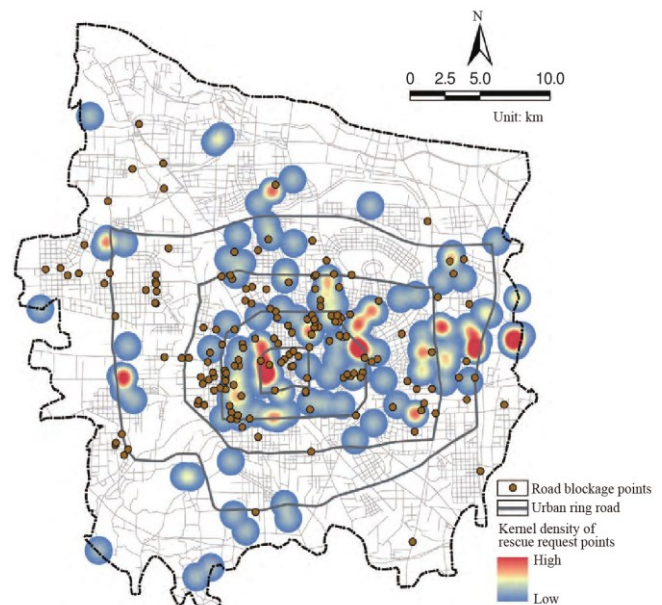 N
0 2.5 5.0 10.0
Unit: km
Road blockage points
Urban ring road
Kernel density of
rescue request points
High
Low